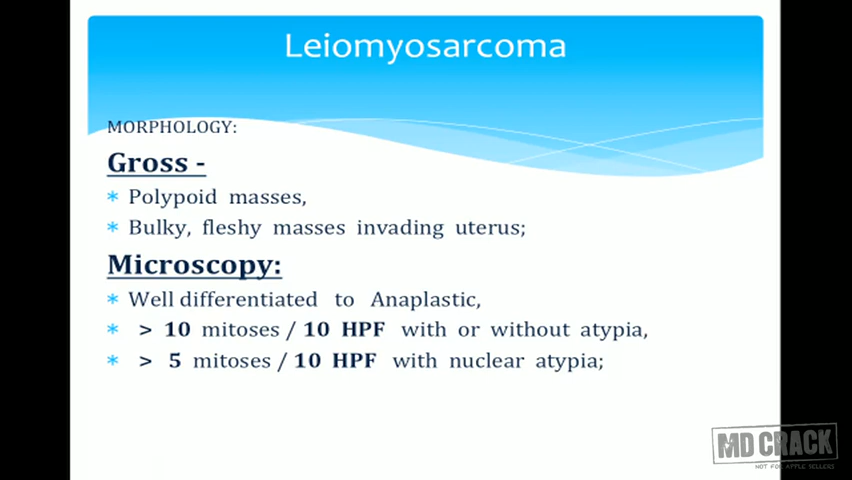 Leiomyosarcoma
MORPHOLOGY:
Gross -
* Polypoid masses,
* Bulky, fleshy masses invading uterus;
Microscopy:
* Well differentiated to Anaplastic,
* > 10 mitoses / 10 HPF with or without atypia,
* > 5 mitoses / 10 HPF with nuclear atypia;
MD CRACK
NOT FOR APPLE SELLERS